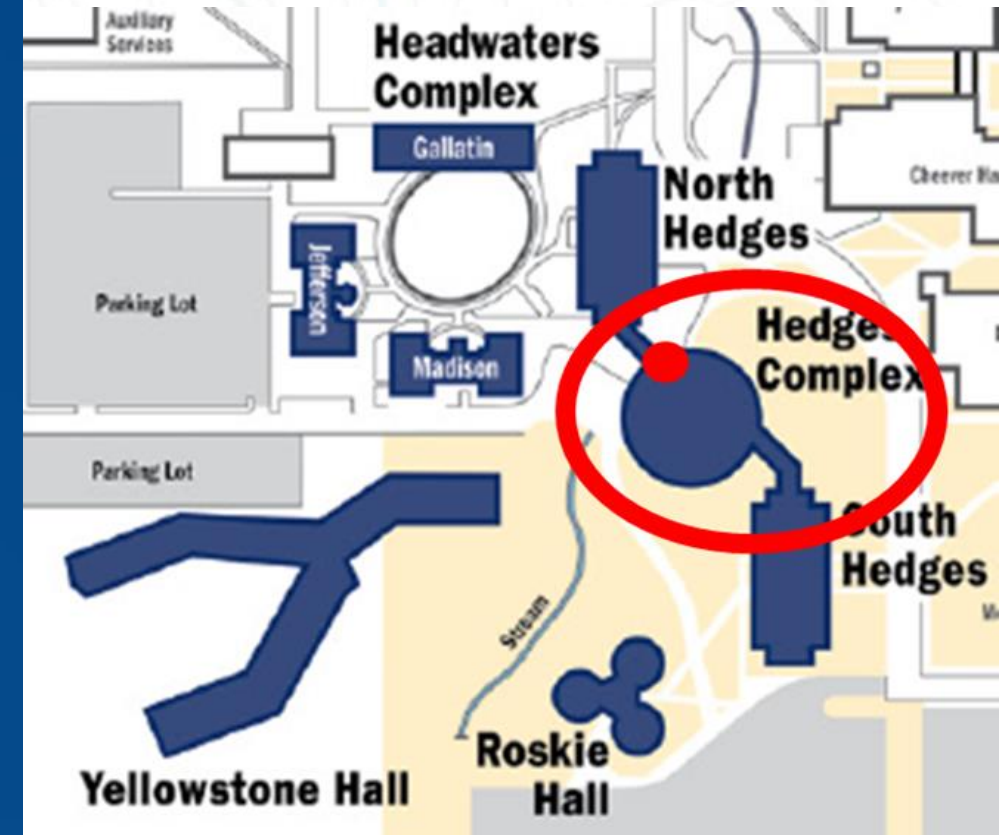 Auxiliary
Services
Headwaters
Complex
Gallatin
North
Hedges
Cheever
Jefferson
Parking Lot
Hedges
Complex
Madison
Parking Lot
South
Hedges
Stream
Roskie
Hall
Yellowstone Hall